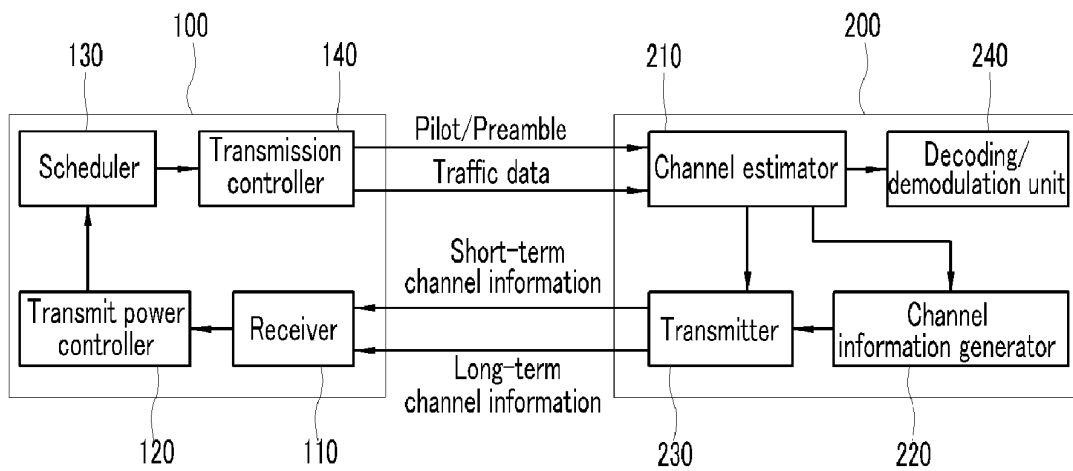 100
200
130
140
210
240
Scheduler
Transmission
controller
Pilot/Preamble
Traffic data
Channel estimator
Decoding/
demodulation unit
Short-term
channel information
Transmit power
controller
Receiver
Transmitter
Channel
information generator
Long-term
channel information
120
110
230
220